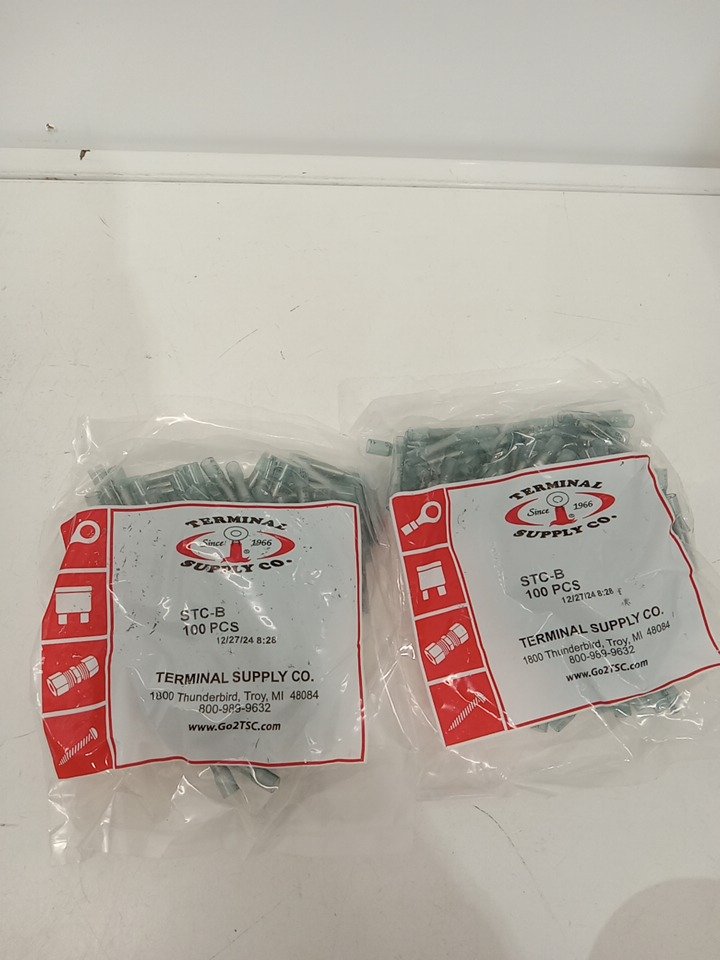 TERMINAL
Since 1966
®
SUPPLY CO.
STC-B
100 PCS
12/27/24 8:28
TERMINAL SUPPLY CO.
1800 Thunderbird, Troy, MI 48084
800-989-9632
www.Go2TSC.com
TERMINAL
Since 1966
®
SUPPLY CO.
STC-B
100 PCS
12/27/24 8:28
TERMINAL SUPPLY CO.
1800 Thunderbird, Troy, MI 48084
800-989-9632
www.Go2TSC.com